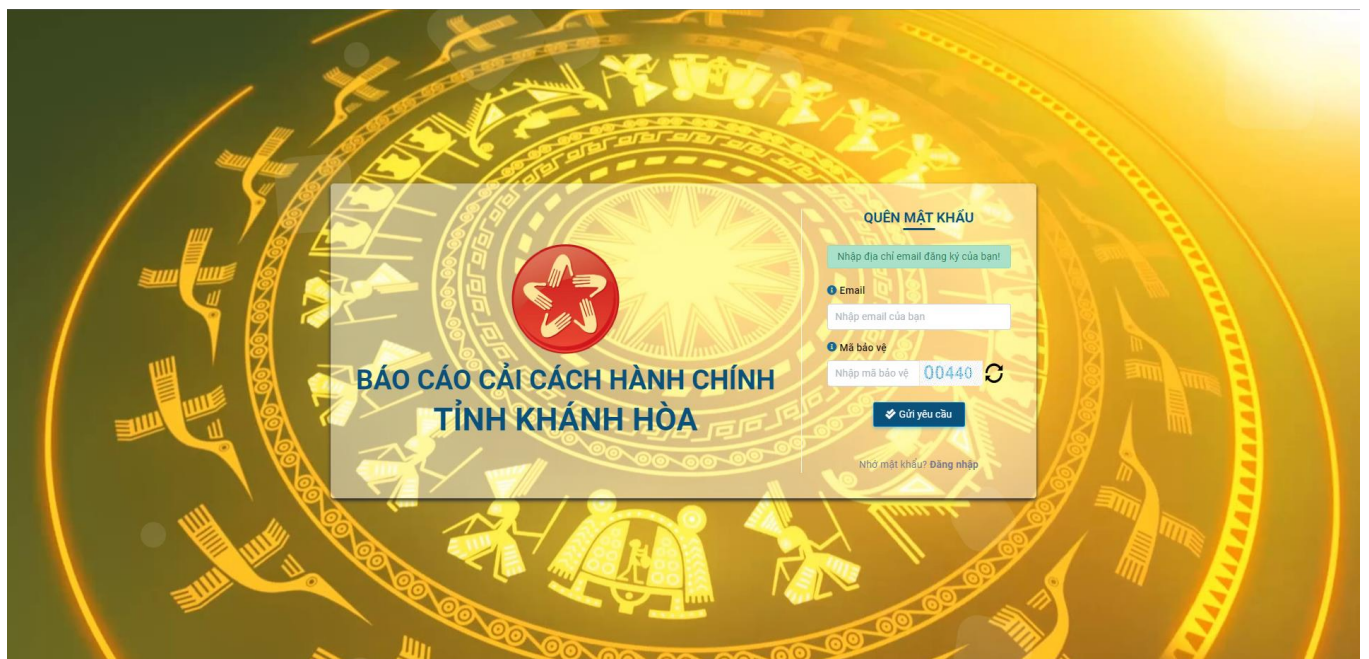 BÁO CÁO CẢI CÁCH HÀNH CHÍNH
TỈNH KHÁNH HÒA
QUÊN MẬT KHẨU
Nhập địa chỉ email đăng ký của bạn!
Email
Nhập email của bạn
Mã bảo vệ
Nhập mã bảo vệ 00440
Gửi yêu cầu
Nhớ mật khẩu? Đăng nhập